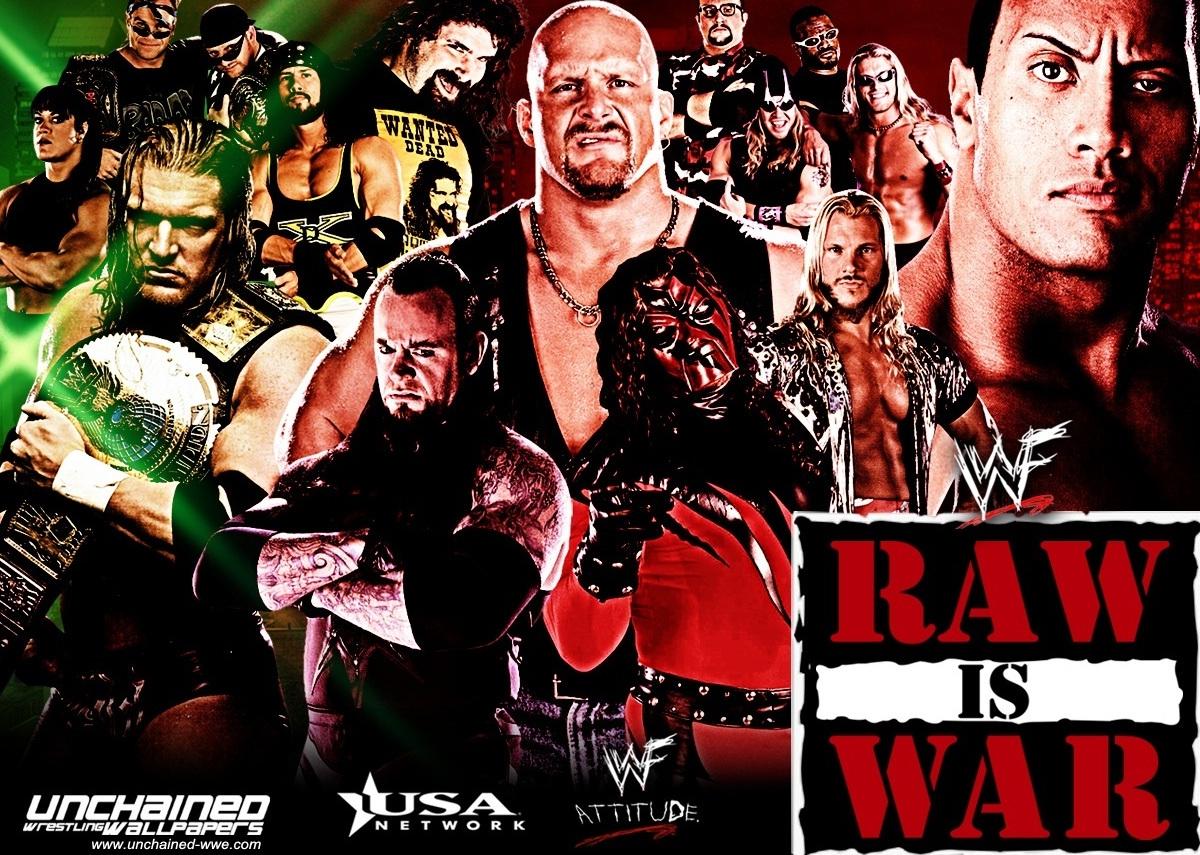 WANTED
DEAD
WF
RAW
IS
WAR
WF
ATTITUDE.
USA
NETWORK
UNCHAINED
WRESTLING WALLPAPERS
www.unchained-wwe.com